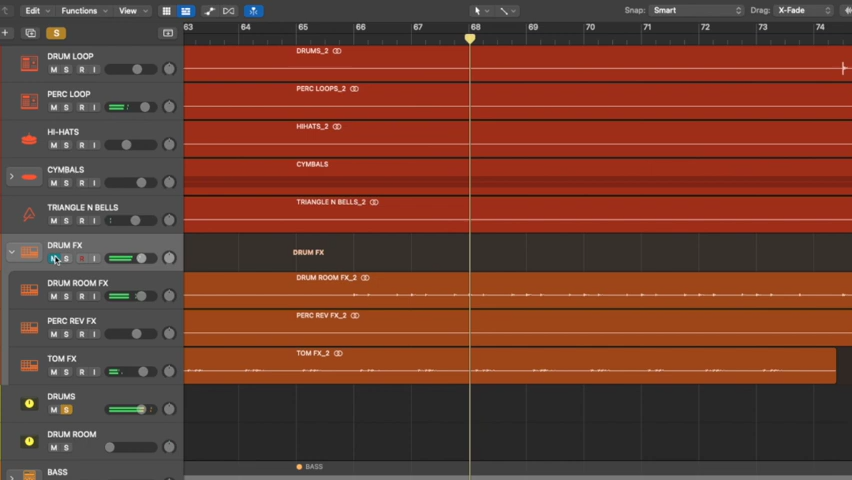 Edit Functions View Snap: Smart Drag: X-Fade
+ S 63 64 65 66 67 68 69 70 71 72 73 74
DRUM LOOP DRUMS_2
M S R I
PERC LOOP PERC LOOPS_2
M S R I
HI-HATS HIHATS_2
M S R I
CYMBALS CYMBALS
M S R I
TRIANGLE N BELLS TRIANGLE N BELLS_2
M S R I
DRUM FX DRUM FX
M S R I
DRUM ROOM FX DRUM ROOM FX_2
M S R I
PERC REV FX PERC REV FX_2
M S R I
TOM FX TOM FX_2
M S R I
DRUMS
M S
DRUM ROOM
M S
BASS BASS